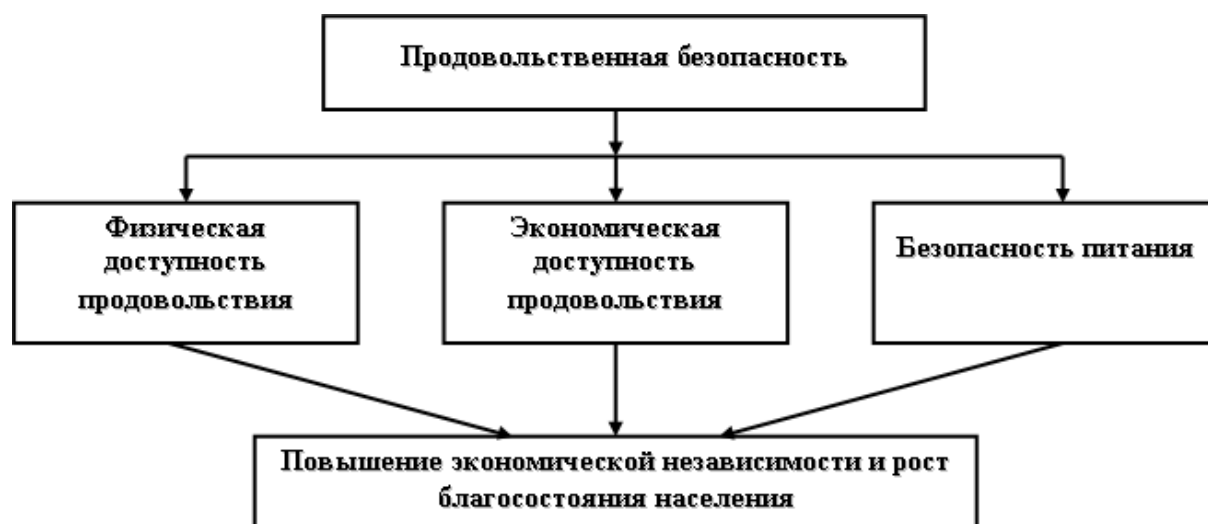 Продовольственная безопасность
Физическая
доступность
продовольствия
Экономическая
доступность
продовольствия
Безопасность питания
Повышение экономической независимости и рост
благосостояния населения